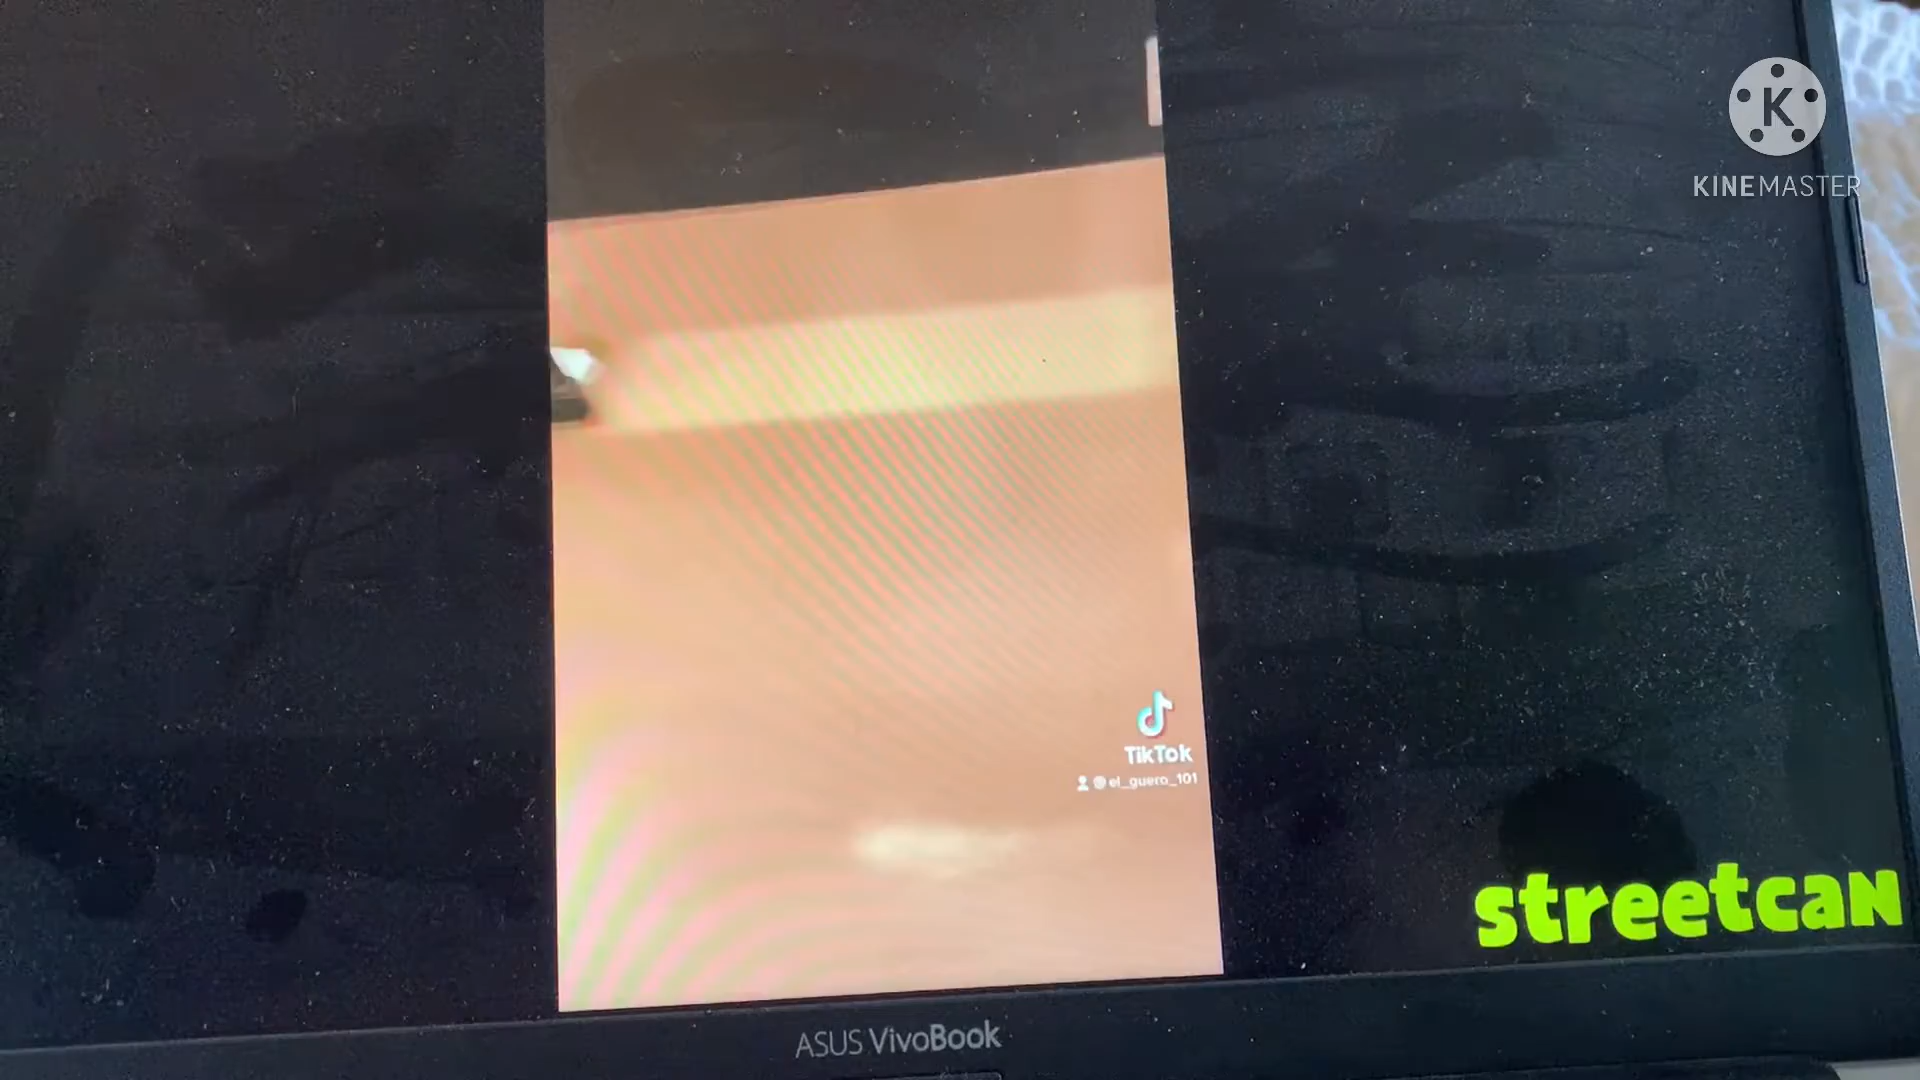 KINEMASTER
TikTok
@el_guero_101
streetcaN
ASUS VivoBook